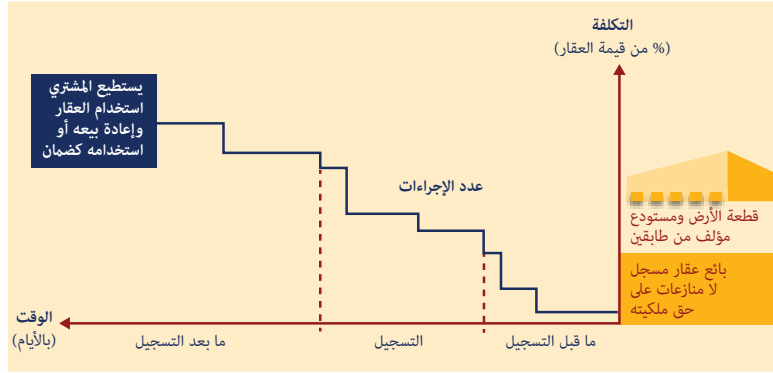 التكلفة
(% من قيمة العقار)
يستطيع المشتري
استخدام العقار
وإعادة بيعه أو
استخدامه كضمان
عدد الإجراءات
قطعة الأرض ومستودع
مؤلف من طابقين
بائع عقار مسجل
لا منازعات على
حق ملكيته
الوقت
(بالأيام)
ما قبل التسجيل
التسجيل
ما بعد التسجيل